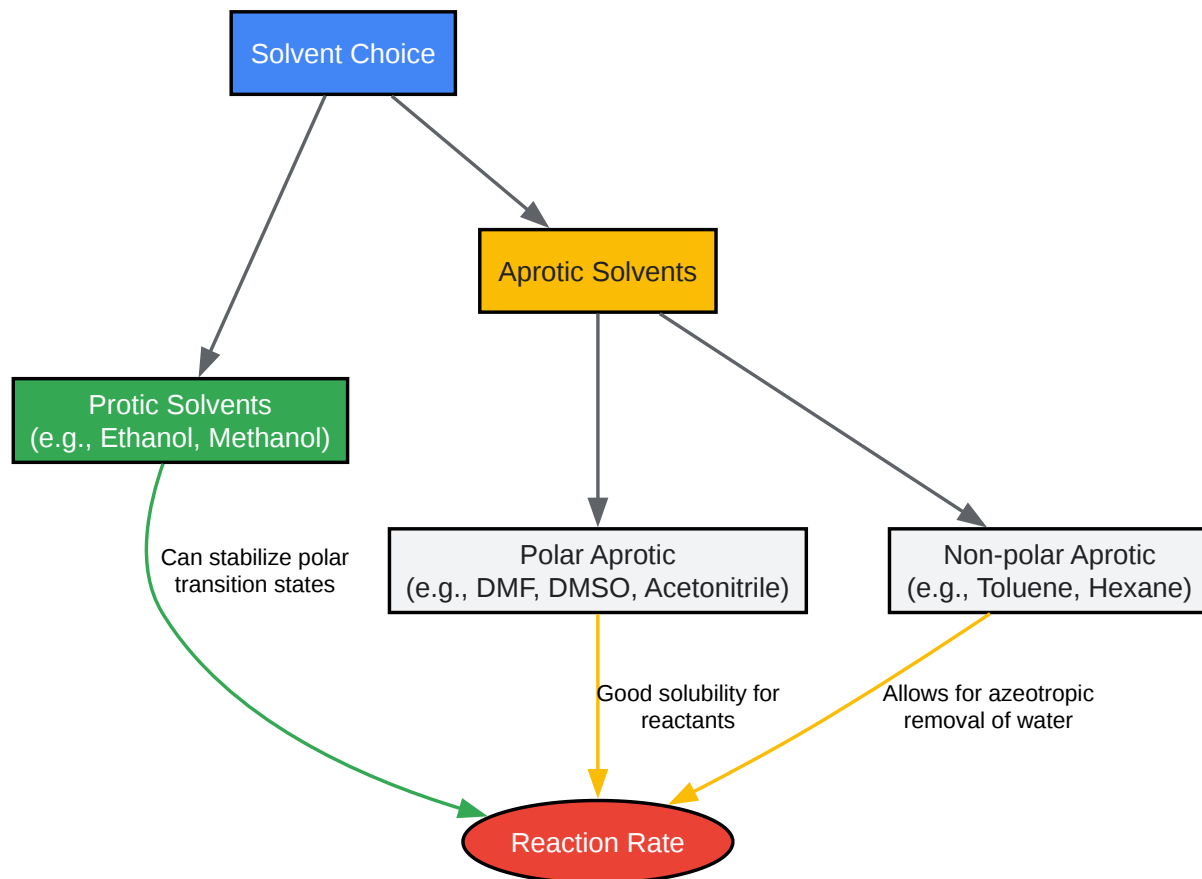 Solvent Choice
Aprotic Solvents
Protic Solvents
(e.g., Ethanol, Methanol)
Can stabilize polar
transition states
Polar Aprotic
(e.g., DMF, DMSO, Acetonitrile)
Non-polar Aprotic
(e.g., Toluene, Hexane)
Good solubility for
reactants
Allows for azeotropic
removal of water
Reaction Rate